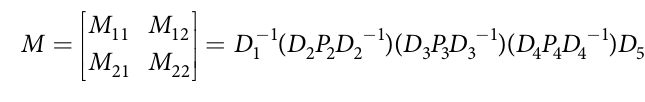 M = [M₁₁ M₁₂ M₂₁ M₂₂] = D₁⁻¹(D₂P₂D₂⁻¹)(D₃P₃D₃⁻¹)(D₄P₄D₄⁻¹)D₅